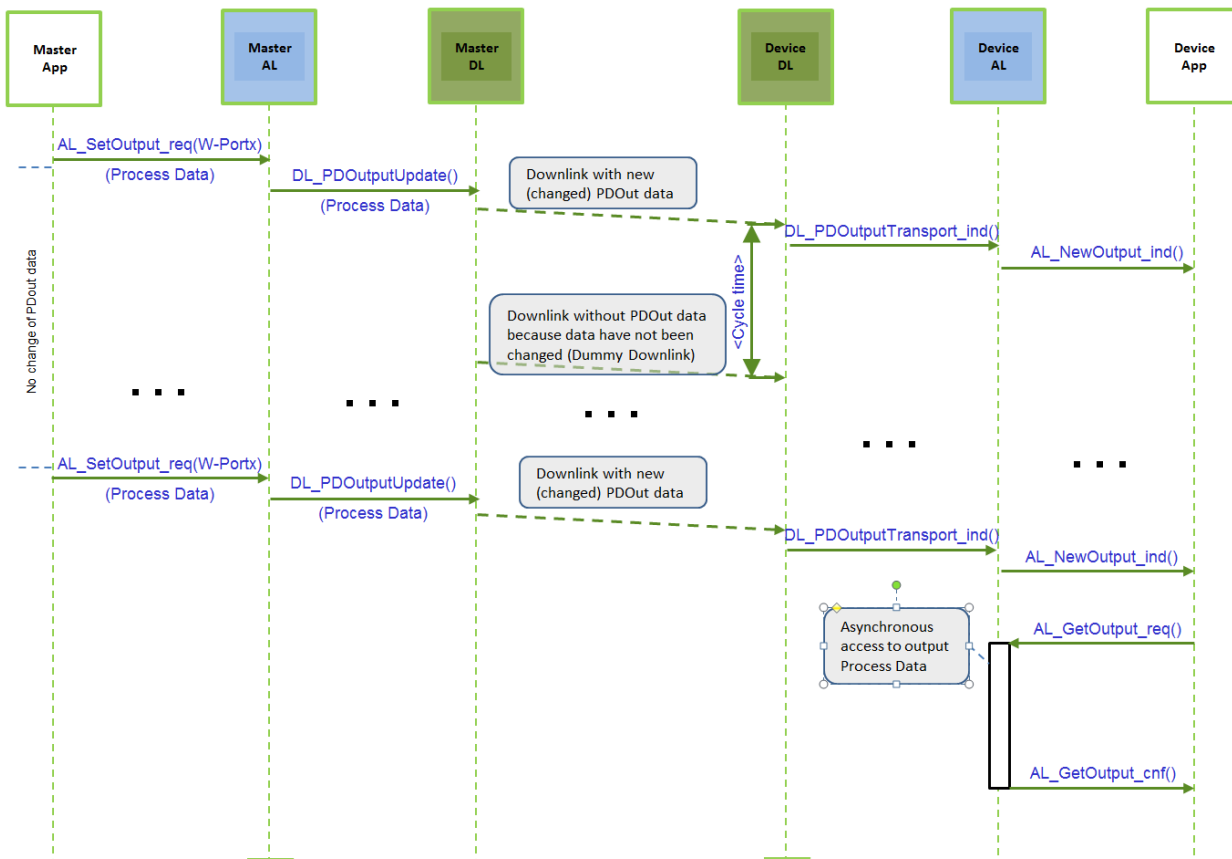 Master
App
Master
AL
Master
DL
Device
DL
Device
AL
Device
App
AL_SetOutput_req(W-Portx)
(Process Data)
DL_PDOutputUpdate()
(Process Data)
Downlink with new
(changed) PDOut data
DL_PDOutputTransport_ind()
AL_NewOutput_ind()
No change of PDout data
<Cycle time>
Downlink without PDOut data
because data have not been
changed (Dummy Downlink)
AL_SetOutput_req(W-Portx)
(Process Data)
DL_PDOutputUpdate()
(Process Data)
Downlink with new
(changed) PDOut data
DL_PDOutputTransport_ind()
AL_NewOutput_ind()
Asynchronous
access to output
Process Data
AL_GetOutput_req()
AL_GetOutput_cnf()